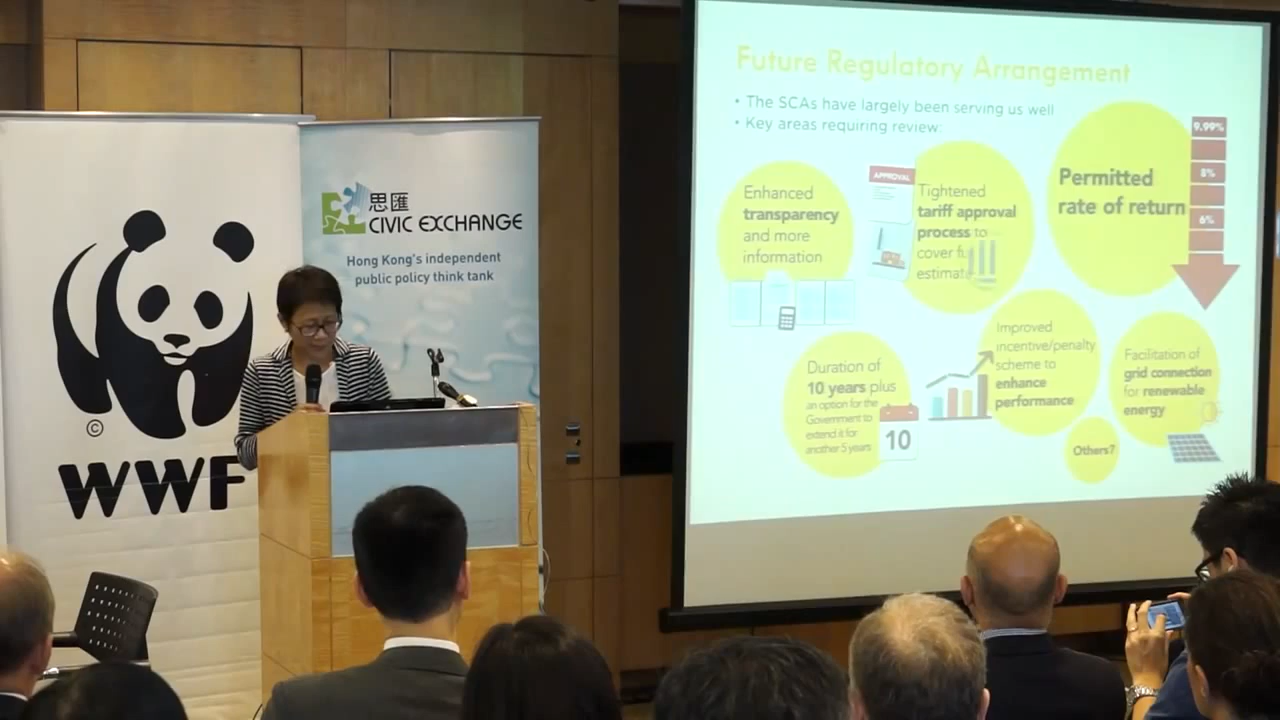 ©
WWF
思匯
CIVIC EXCHANGE
Hong Kong's independent
public policy think tank
Future Regulatory Arrangement
• The SCAs have largely been serving us well
• Key areas requiring review:
Enhanced
transparency
and more
information
APPROVAL
Tightened
tariff approval
process to
cover
Permitted
rate of return
9.99%
8%
6%
Duration of
10 years plus
an option for the
Government to
extend it for
another 5 years
10
Improved
incentive/penalty
scheme to
enhance
performance
Facilitation of
grid connection
for renewable
energy
Others?